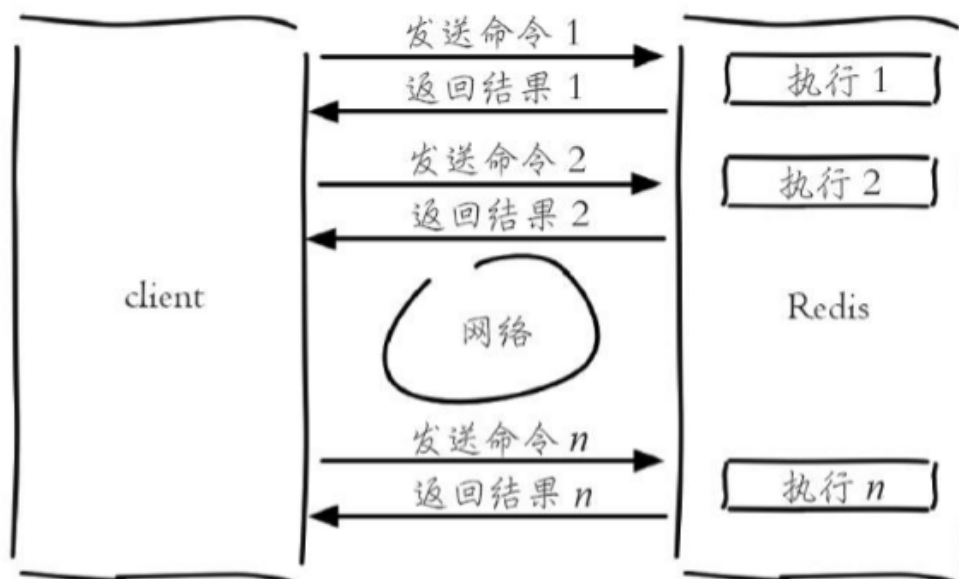 发送命令 1
执行 1
返回结果 1
发送命令 2
执行 2
返回结果 2
client
网络
Redis
发送命令 n
执行 n
返回结果 n